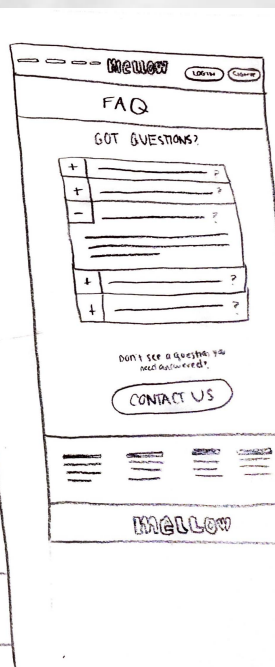 MELLOW
LOGIN
FAQ
GOT QUESTIONS?
+ ?
+ ?
- ?
+ ?
+ ?
Don't see a question you
need answered?
CONTACT US
MELLOW